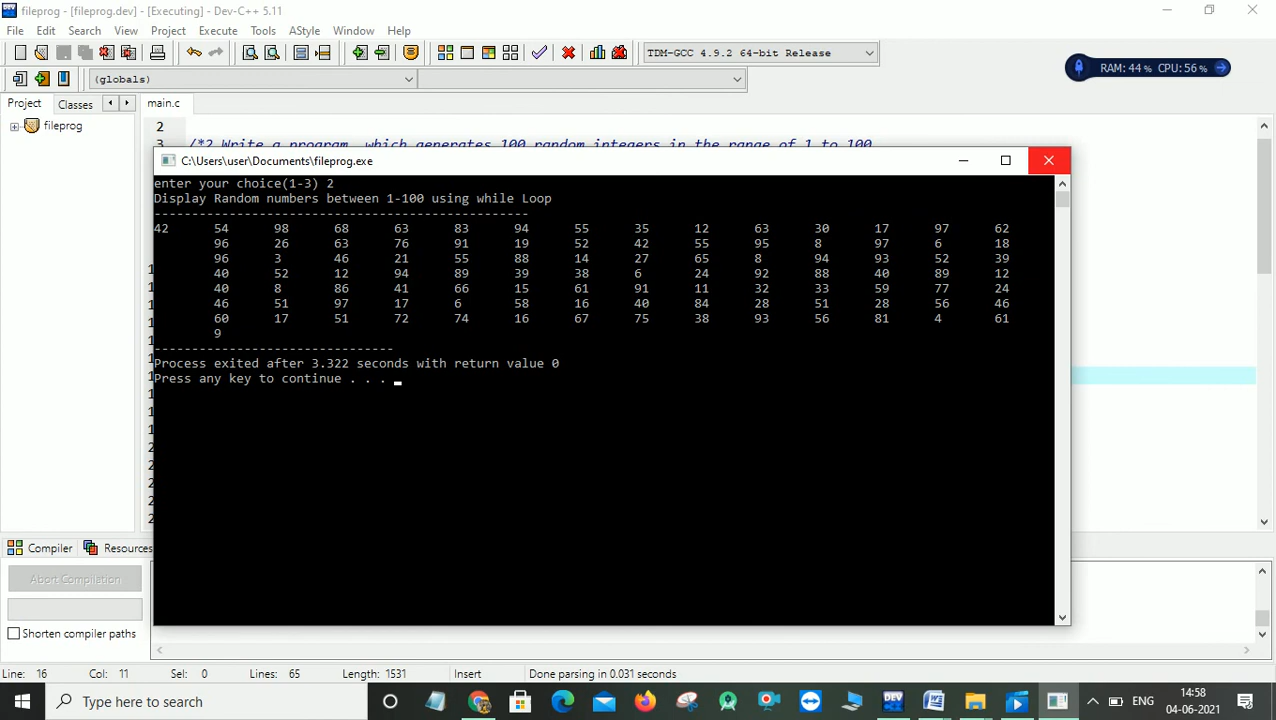 fileprog - [fileprog.dev] - [Executing] - Dev-C++ 5.11
File Edit Search View Project Execute Tools AStyle Window Help
TDM-GCC 4.9.2 64-bit Release
RAM: 44 % CPU: 56 %
(globals)
Project Classes main.c
fileprog
2
3 /*2 Write a program, which generates 100 random integers in the range of 1 to 100.
C:\Users\user\Documents\fileprog.exe
enter your choice(1-3) 2
Display Random numbers between 1-100 using while Loop
--------------------------------------------------
42 54 98 68 63 83 94 55 35 12 63 30 17 97 62
96 26 63 76 91 19 52 42 55 95 8 97 6 18
96 3 46 21 55 88 14 27 65 8 94 93 52 39
40 52 12 94 89 39 38 6 24 92 88 40 89 12
40 8 86 41 66 15 61 91 11 32 33 59 77 24
46 51 97 17 6 58 16 40 84 28 51 28 56 46
60 17 51 72 74 16 67 75 38 93 56 81 4 61
9
--------------------------------
Process exited after 3.322 seconds with return value 0
Press any key to continue . . .
Compiler Resources
Abort Compilation
Shorten compiler paths
Line: 16 Col: 11 Sel: 0 Lines: 65 Length: 1531 Insert Done parsing in 0.031 seconds
Type here to search
DEV
ENG
14:58
04-06-2021